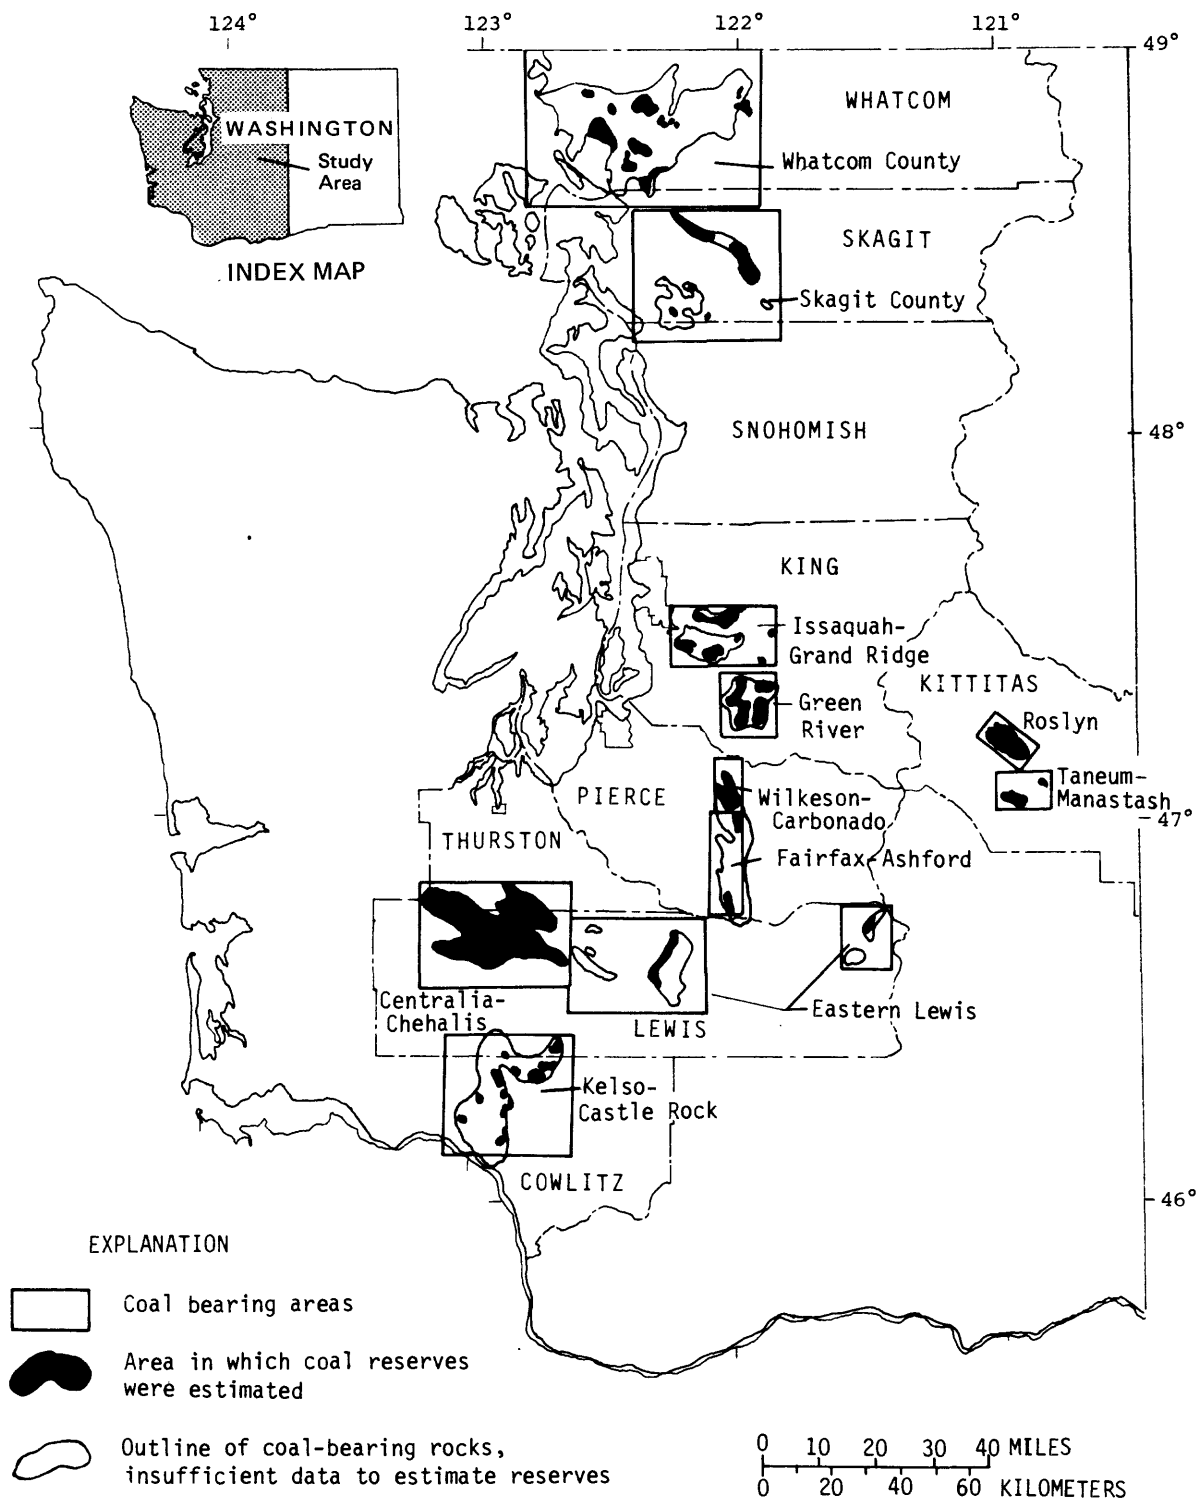 124°
123°
122°
121°
49°
WHATCOM
WASHINGTON
Study
Area
Whatcom County
SKAGIT
INDEX MAP
Skagit County
SNOHOMISH
48°
KING
Issaquah-
Grand Ridge
KITTITAS
Green
River
Roslyn
Taneum-
Manastash
PIERCE
Wilkeson-
Carbonado
47°
THURSTON
Fairfax-Ashford
Centralia-
Chehalis
Eastern Lewis
LEWIS
Kelso-
Castle Rock
COWLITZ
46°
EXPLANATION
Coal bearing areas
Area in which coal reserves
were estimated
Outline of coal-bearing rocks,
insufficient data to estimate reserves
0 10 20 30 40 MILES
0 20 40 60 KILOMETERS